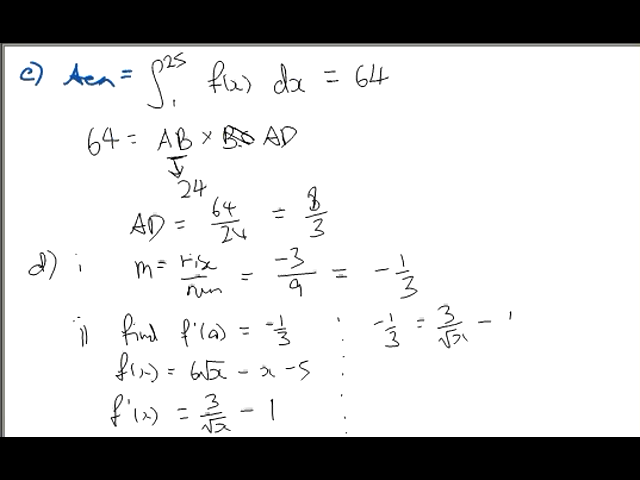 c) Area = ∫₁²⁵ f(x) dx = 64
64 = AB × AD
24
AD = 64/24 = 8/3
d) i m = rise/run = -3/9 = -1/3
ii) find f'(a) = -1/3 -1/3 = 3/√x -
f(x) = 6√x - x - 5
f'(x) = 3/√x - 1